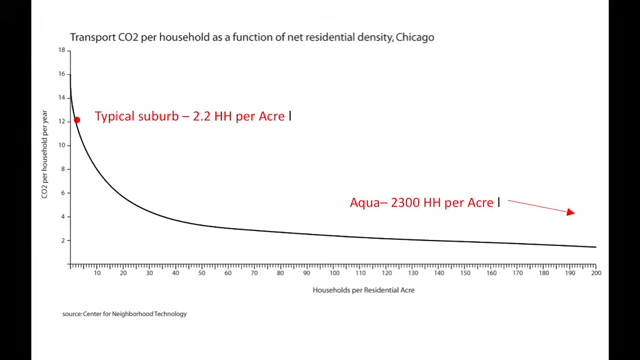 Transport CO2 per household as a function of net residential density, Chicago
18
16
14
12
10
8
6
4
2
CO2 per household per year
Typical suburb – 2.2 HH per Acre l
Aqua– 2300 HH per Acre l
10 20 30 40 50 60 70 80 90 100 110 120 130 140 150 160 170 180 190 200
Households per Residential Acre
source:Center for Neighborhood Technology